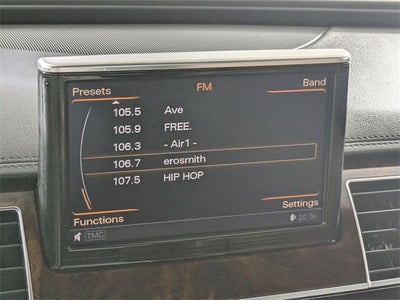 Presets FM Band
105.5 Ave
105.9 FREE.
106.3 - Air1 -
106.7 erosmith
107.5 HIP HOP
Functions Settings
TMC